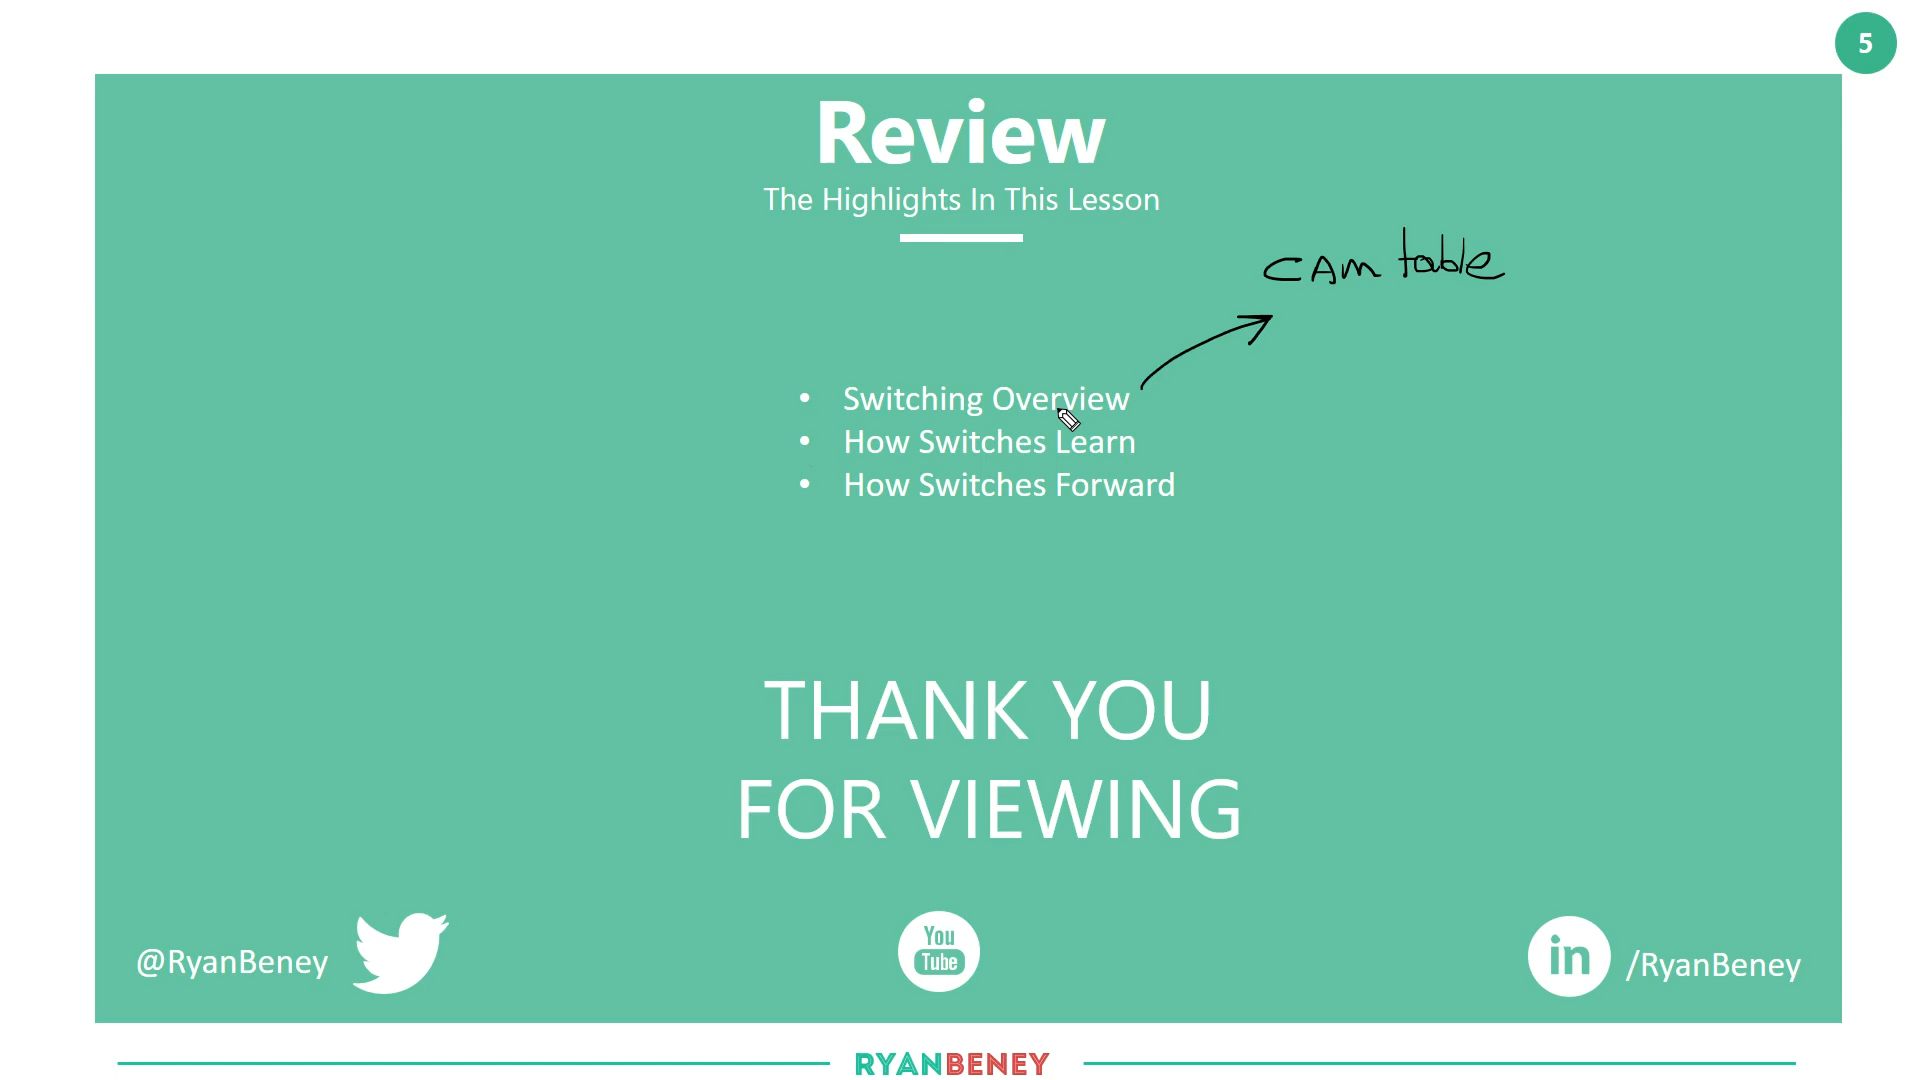 5
Review
The Highlights In This Lesson
CAM table
• Switching Overview
• How Switches Learn
• How Switches Forward
THANK YOU
FOR VIEWING
@RyanBeney
You
Tube
in
/RyanBeney
RYANBENEY